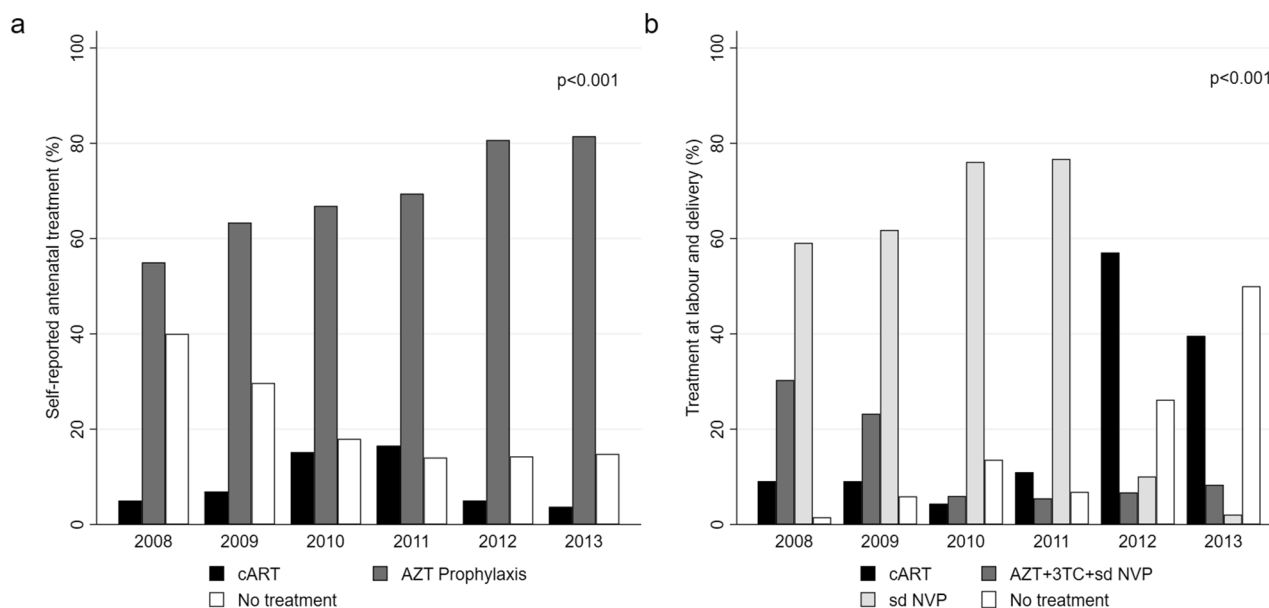 a
100
80
60
40
20
0
Self-reported antenatal treatment (%)
p<0.001
2008 2009 2010 2011 2012 2013
cART AZT Prophylaxis
No treatment
b
100
80
60
40
20
0
Treatment at labour and delivery (%)
p<0.001
2008 2009 2010 2011 2012 2013
cART AZT+3TC+sd NVP
sd NVP No treatment